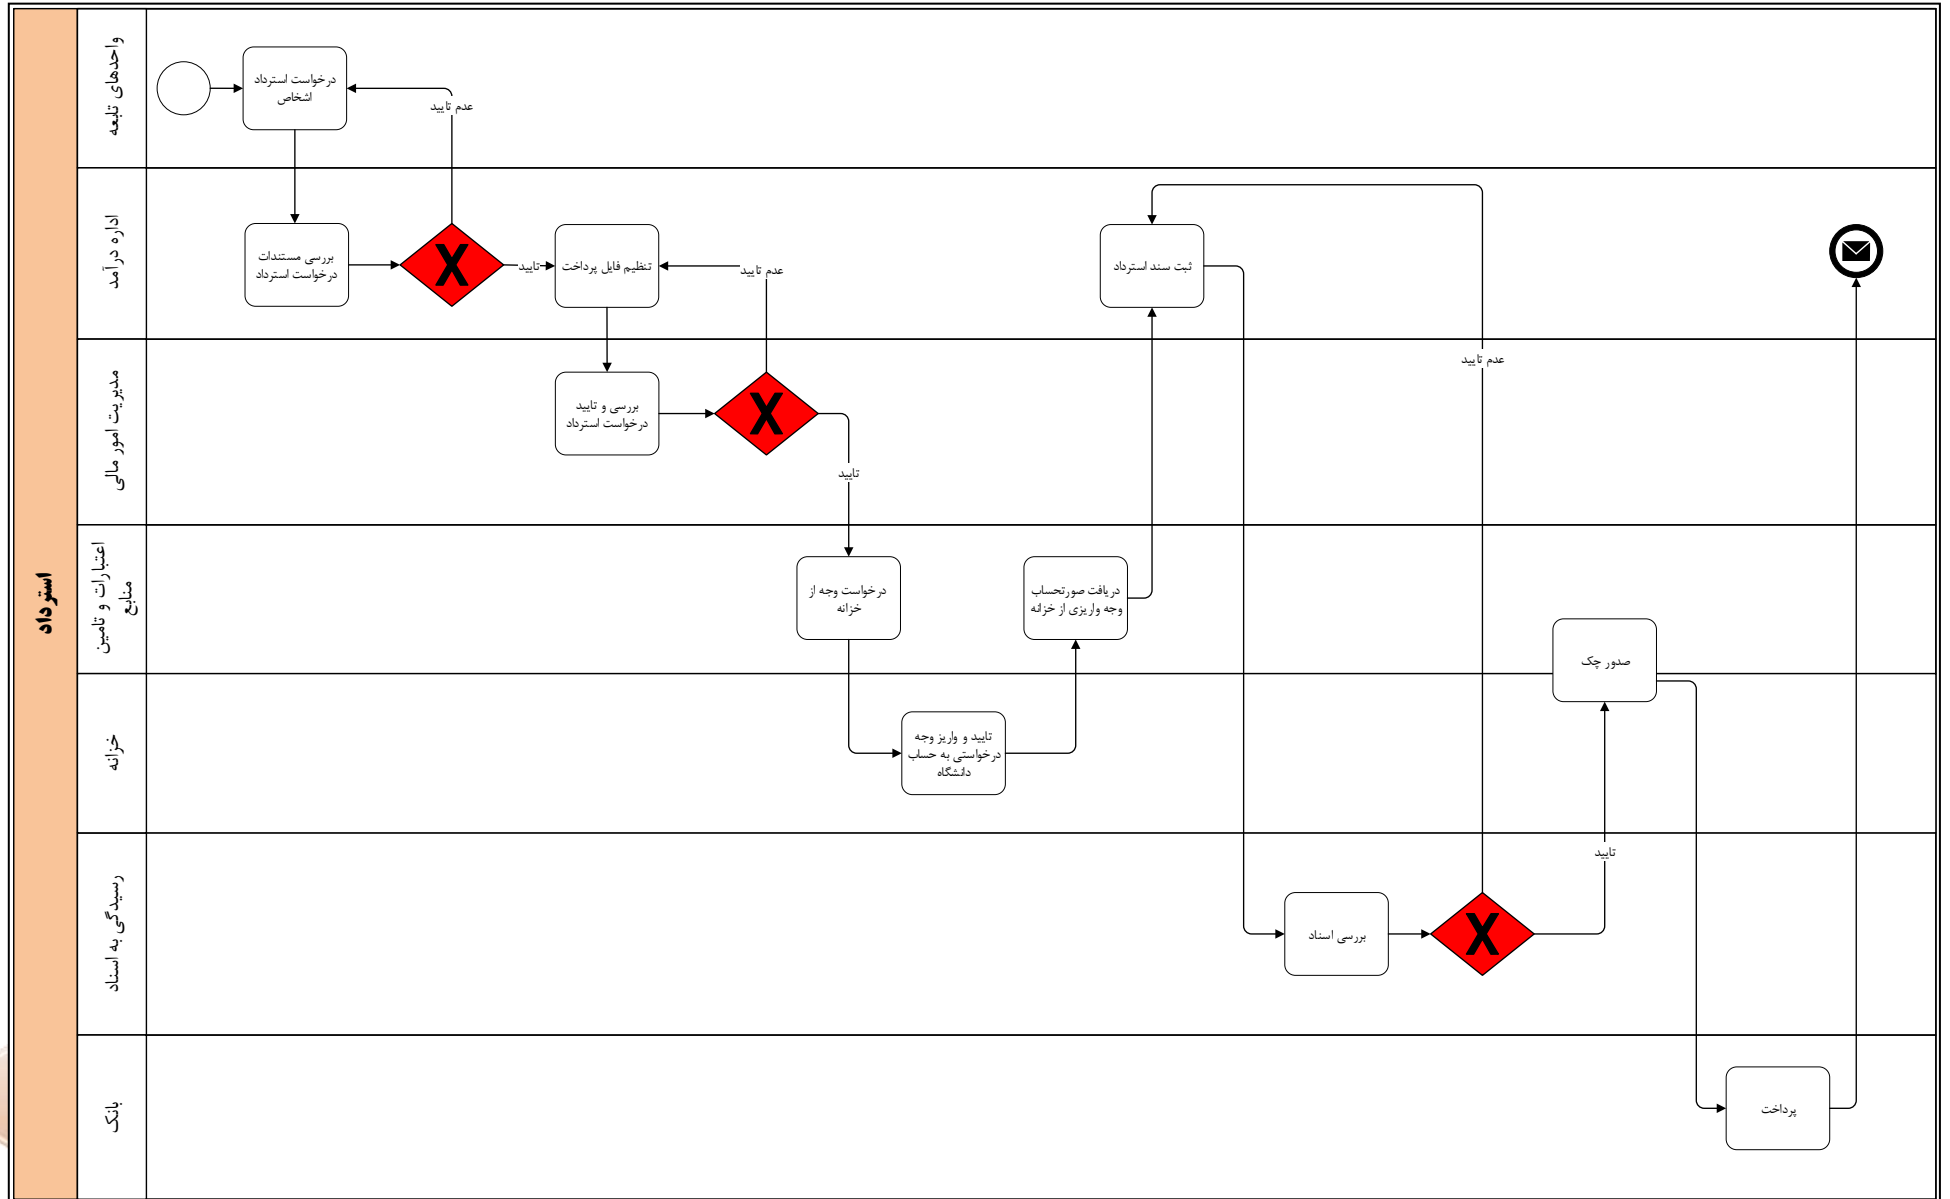 استرداد
واحدهای تابعه
درخواست استرداد
اشخاص
عدم تایید
اداره درآمد
بررسی مستندات
درخواست استرداد
تایید
تنظیم فایل پرداخت
عدم تایید
ثبت سند استرداد
مدیریت امور مالی
بررسی و تایید
درخواست استرداد
تایید
عدم تایید
اعتبارات و تامین
منابع
درخواست وجه از
خزانه
دریافت صورتحساب
وجه واریزی از خزانه
صدور چک
خزانه
تایید و واریز وجه
درخواستی به حساب
دانشگاه
رسیدگی به اسناد
بررسی اسناد
تایید
بانک
پرداخت